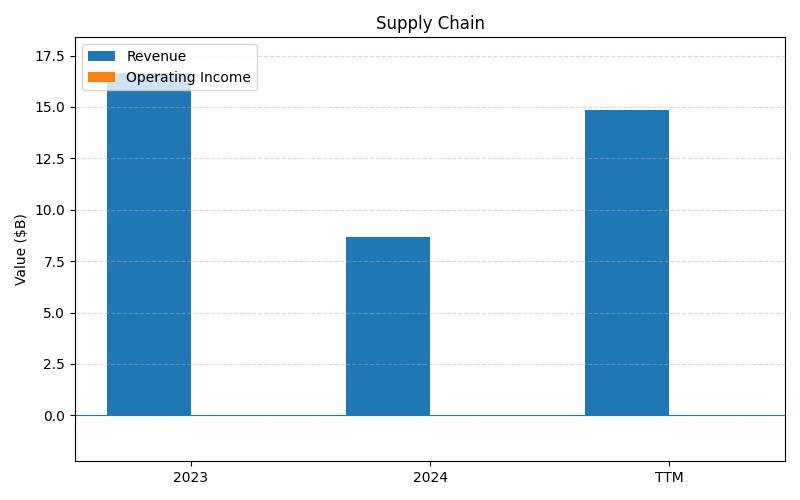 Supply Chain
Revenue
Operating Income
17.5
15.0
12.5
10.0
7.5
5.0
2.5
0.0
Value ($B)
2023 2024 TTM